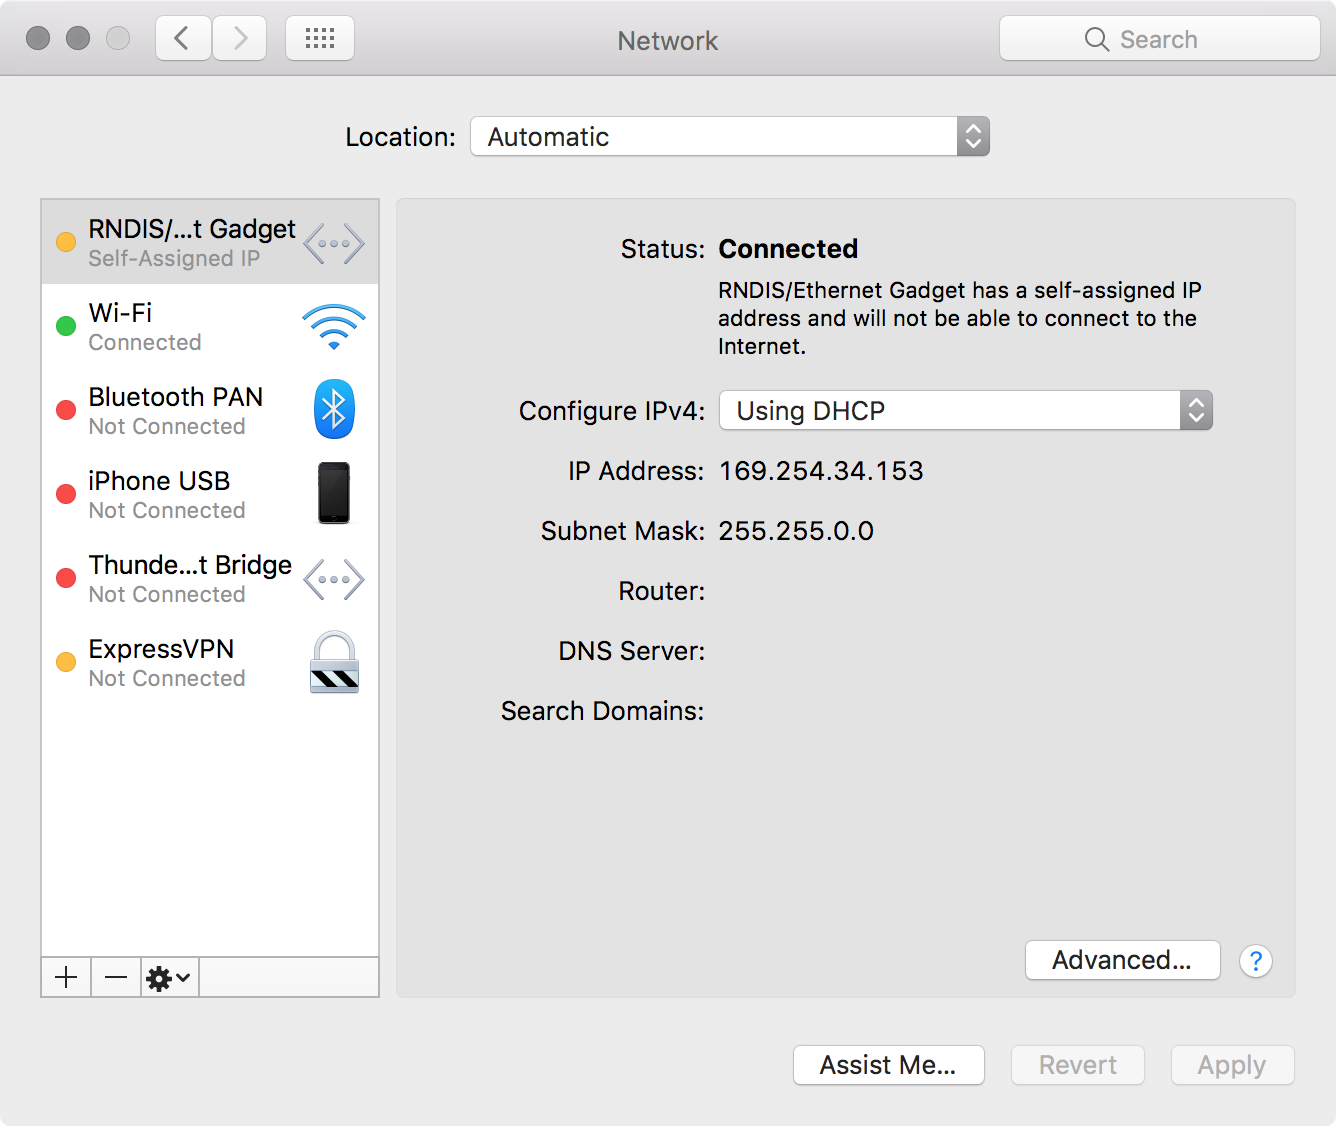 Network
Search
Location: Automatic
RNDIS/...t Gadget
Self-Assigned IP
Wi-Fi
Connected
Bluetooth PAN
Not Connected
iPhone USB
Not Connected
Thunde...t Bridge
Not Connected
ExpressVPN
Not Connected
Status: Connected
RNDIS/Ethernet Gadget has a self-assigned IP
address and will not be able to connect to the
Internet.
Configure IPv4: Using DHCP
IP Address: 169.254.34.153
Subnet Mask: 255.255.0.0
Router:
DNS Server:
Search Domains:
Advanced...
?
Assist Me...
Revert
Apply